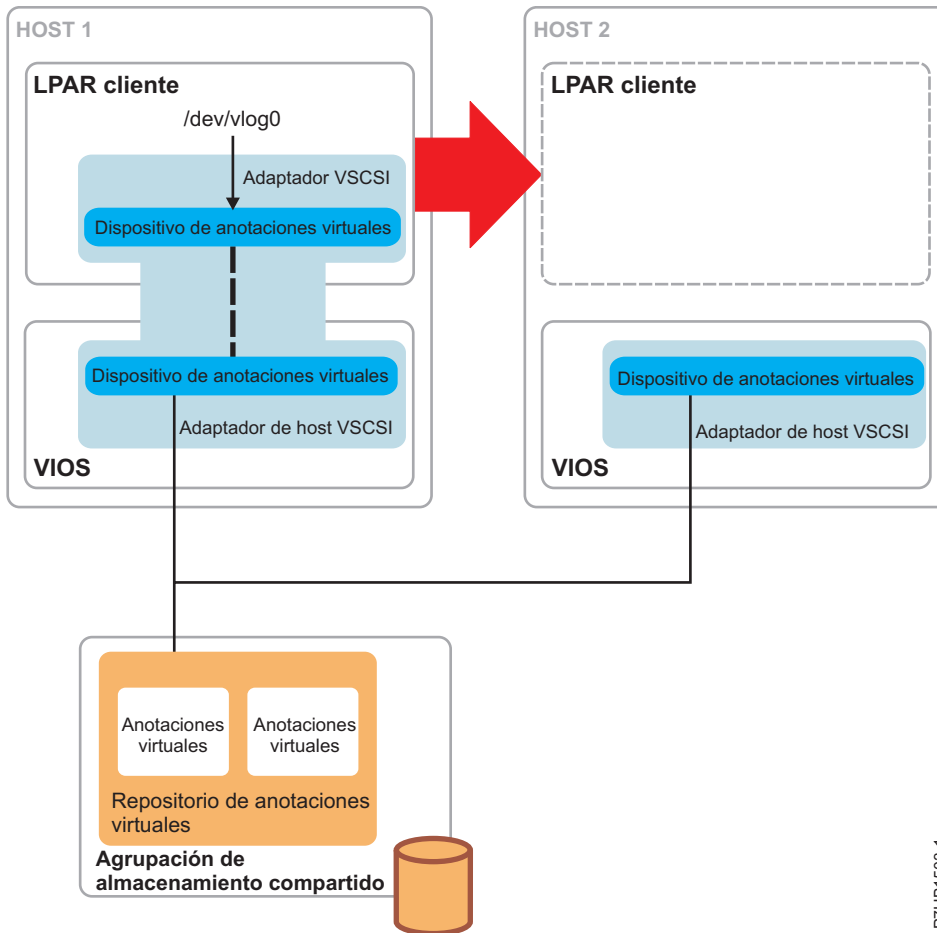 HOST 1
LPAR cliente
/dev/vlog0
Adaptador VSCSI
Dispositivo de anotaciones virtuales
Dispositivo de anotaciones virtuales
Adaptador de host VSCSI
VIOS
HOST 2
LPAR cliente
Dispositivo de anotaciones virtuales
Adaptador de host VSCSI
VIOS
Anotaciones
virtuales
Anotaciones
virtuales
Repositorio de anotaciones
virtuales
Agrupación de
almacenamiento compartido